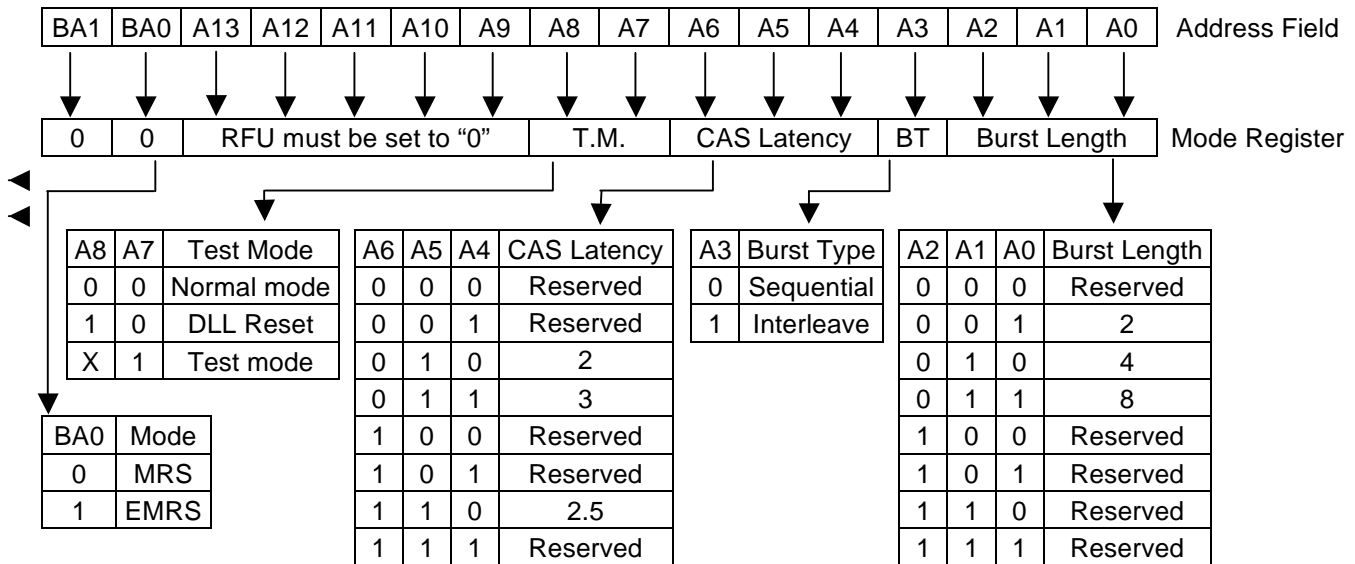 BA1 BA0 A13 A12 A11 A10 A9 A8 A7 A6 A5 A4 A3 A2 A1 A0 Address Field
0 0 RFU must be set to “0” T.M. CAS Latency BT Burst Length Mode Register
A8 A7 Test Mode
0 0 Normal mode
1 0 DLL Reset
X 1 Test mode
BA0 Mode
0 MRS
1 EMRS
A6 A5 A4 CAS Latency
0 0 0 Reserved
0 0 1 Reserved
0 1 0 2
0 1 1 3
1 0 0 Reserved
1 0 1 Reserved
1 1 0 2.5
1 1 1 Reserved
A3 Burst Type
0 Sequential
1 Interleave
A2 A1 A0 Burst Length
0 0 0 Reserved
0 0 1 2
0 1 0 4
0 1 1 8
1 0 0 Reserved
1 0 1 Reserved
1 1 0 Reserved
1 1 1 Reserved